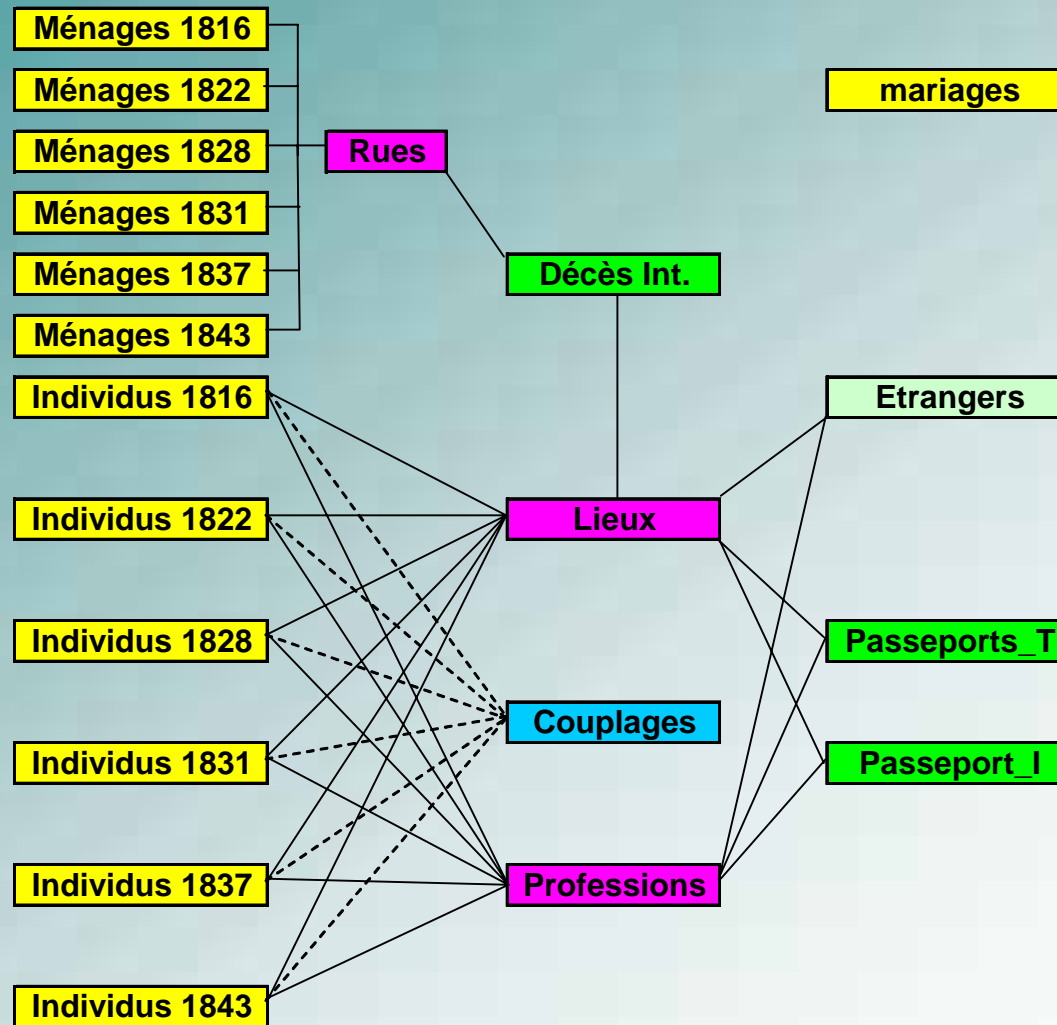 Ménages 1816
Ménages 1822
mariages
Ménages 1828
Rues
Ménages 1831
Ménages 1837
Décès Int.
Ménages 1843
Individus 1816
Etrangers
Individus 1822
Lieux
Individus 1828
Passeports_T
Couplages
Individus 1831
Passeport_I
Individus 1837
Professions
Individus 1843